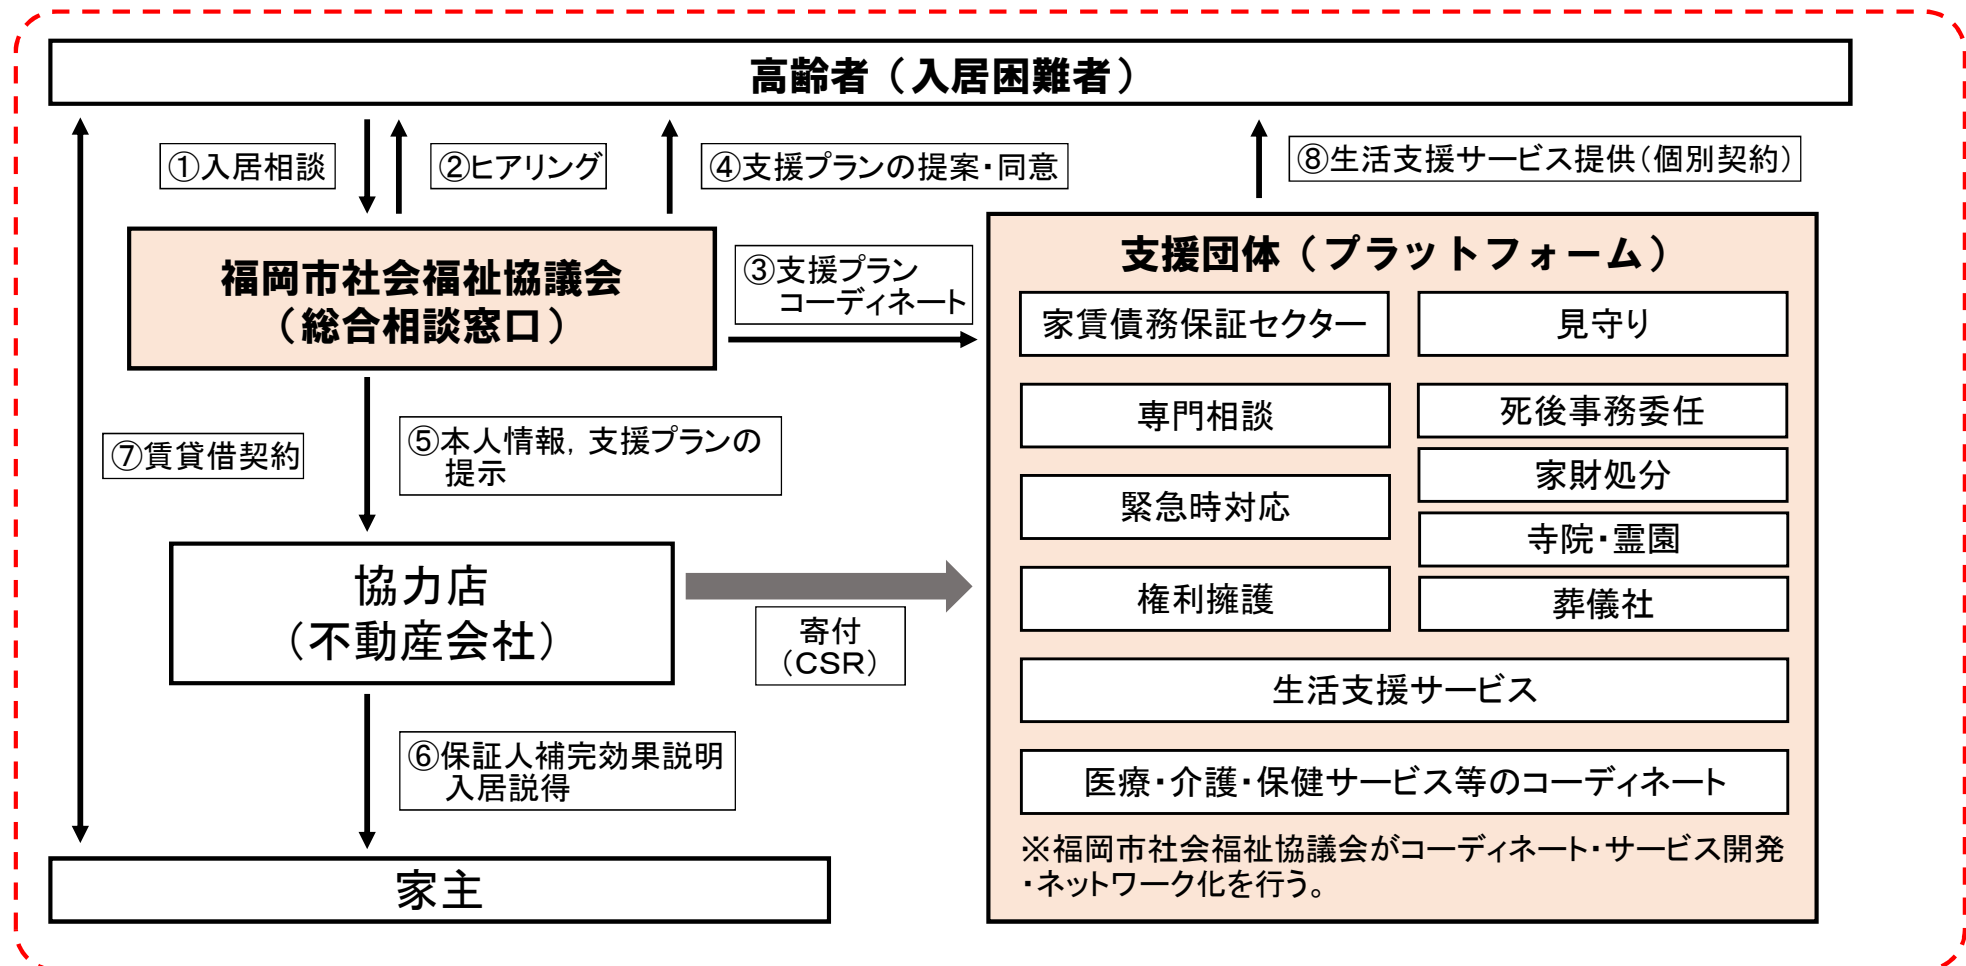 高齢者（入居困難者）
①入居相談
②ヒアリング
④支援プランの提案・同意
⑧生活支援サービス提供（個別契約）
福岡市社会福祉協議会
（総合相談窓口）
③支援プラン
コーディネート
⑦賃貸借契約
⑤本人情報，支援プランの
提示
協力店
（不動産会社）
寄付
（CSR）
⑥保証人補完効果説明
入居説得
家主
支援団体（プラットフォーム）
家賃債務保証セクター
見守り
専門相談
死後事務委任
家財処分
緊急時対応
寺院・霊園
権利擁護
葬儀社
生活支援サービス
医療・介護・保健サービス等のコーディネート
※福岡市社会福祉協議会がコーディネート・サービス開発
・ネットワーク化を行う。